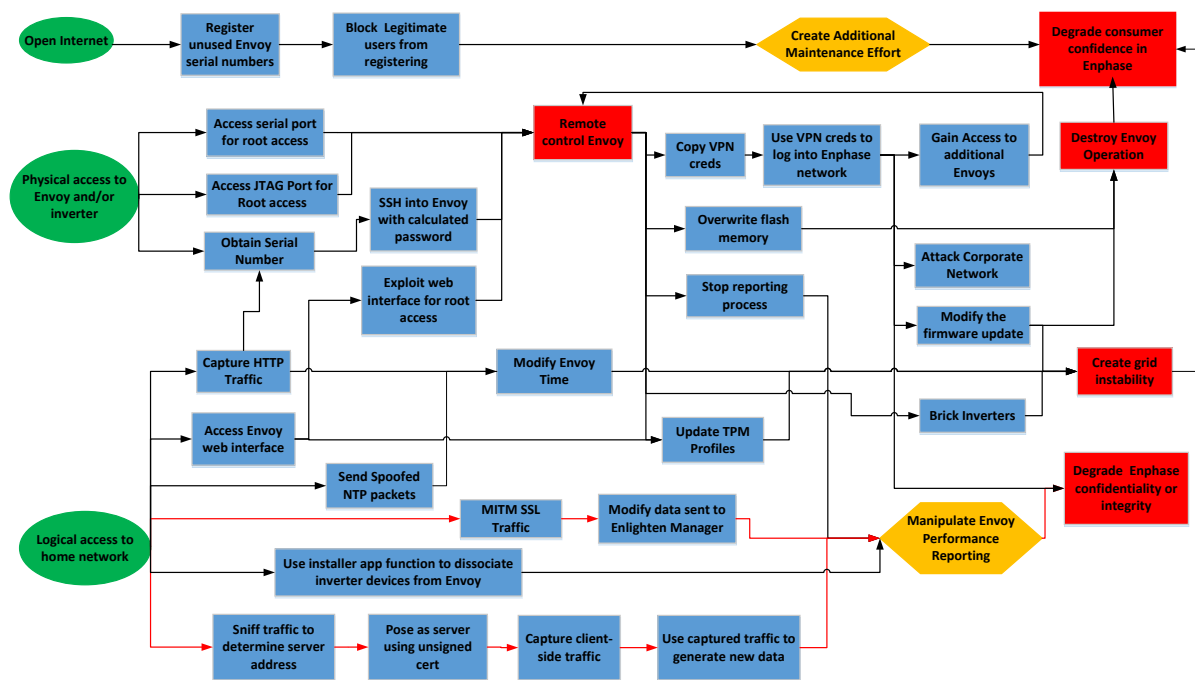 Open Internet
Register
unused Envoy
serial numbers
Block Legitimate
users from
registering
Create Additional
Maintenance Effort
Degrade consumer
confidence in
Enphase
Physical access to
Envoy and/or
inverter
Access serial port
for root access
Access JTAG Port for
Root access
Obtain Serial
Number
SSH into Envoy
with calculated
password
Exploit web
interface for root
access
Remote
control Envoy
Copy VPN
creds
Use VPN creds to
log into Enphase
network
Gain Access to
additional
Envoys
Destroy Envoy
Operation
Overwrite flash
memory
Attack Corporate
Network
Stop reporting
process
Modify the
firmware update
Capture HTTP
Traffic
Modify Envoy
Time
Create grid
instability
Access Envoy
web interface
Update TPM
Profiles
Brick Inverters
Send Spoofed
NTP packets
Degrade Enphase
confidentiality or
integrity
Logical access to
home network
MITM SSL
Traffic
Modify data sent to
Enlighten Manager
Manipulate Envoy
Performance
Reporting
Use installer app function to dissociate
inverter devices from Envoy
Sniff traffic to
determine server
address
Pose as server
using unsigned
cert
Capture client-
side traffic
Use captured traffic to
generate new data